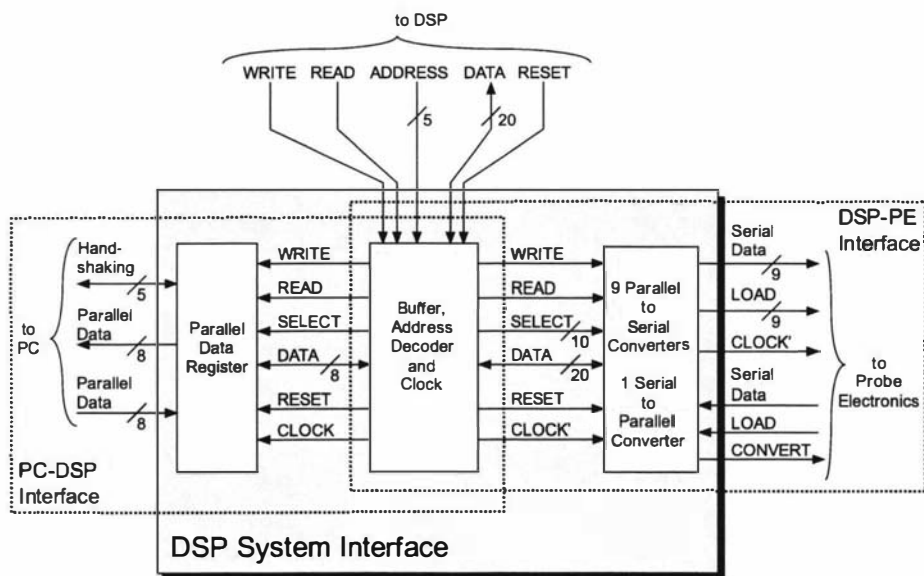 to DSP
WRITE READ ADDRESS DATA RESET
5
20
DSP-PE
Interface
Hand-
shaking
5
to
PC
Parallel
Data
8
Parallel
Data
8
PC-DSP
Interface
Parallel
Data
Register
WRITE
READ
SELECT
DATA
8
RESET
CLOCK
Buffer,
Address
Decoder
and
Clock
WRITE
READ
SELECT
10
DATA
20
RESET
CLOCK'
9 Parallel
to
Serial
Converters
1 Serial
to
Parallell
Converter
Serial
Data
9
LOAD
9
CLOCK'
Serial
Data
LOAD
CONVERT
to
Probe
Electronics
DSP System Interface